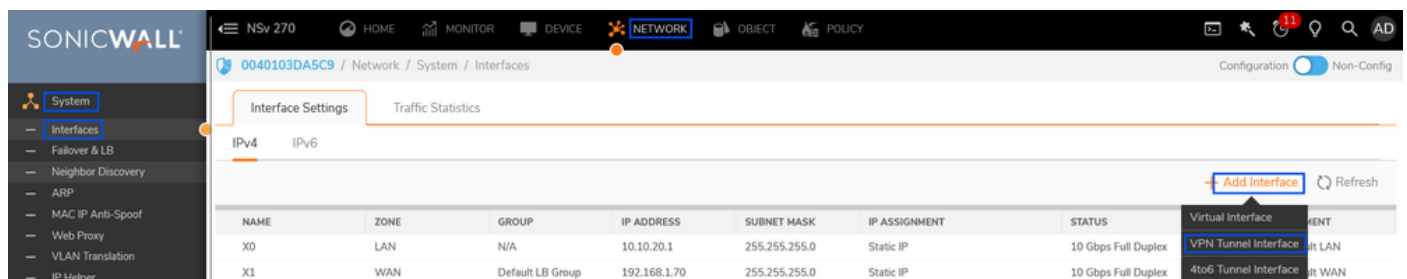 SONICWALL
NSv 270 HOME MONITOR DEVICE NETWORK OBJECT POLICY 11 AD
0040103DA5C9 / Network / System / Interfaces Configuration Non-Config
System
Interfaces
Failover & LB
Neighbor Discovery
ARP
MAC IP Anti-Spoof
Web Proxy
VLAN Translation
IP Helper
Interface Settings Traffic Statistics
IPv4 IPv6
+ Add Interface Refresh
NAME ZONE GROUP IP ADDRESS SUBNET MASK IP ASSIGNMENT STATUS
X0 LAN N/A 10.10.20.1 255.255.255.0 Static IP 10 Gbps Full Duplex LAN
X1 WAN Default LB Group 192.168.1.70 255.255.255.0 Static IP 10 Gbps Full Duplex WAN
Virtual Interface
VPN Tunnel Interface
4to6 Tunnel Interface